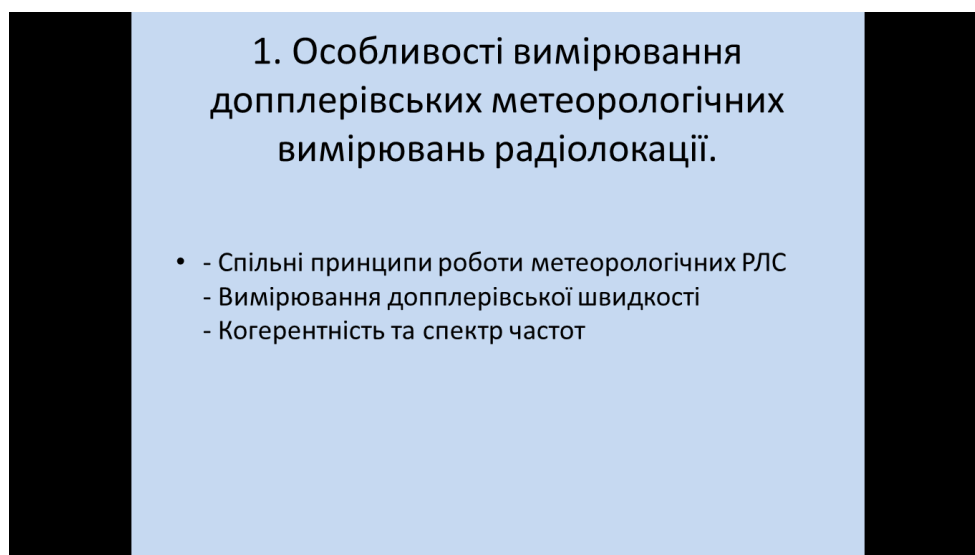 1. Особливості вимірювання
допплерівських метеорологічних
вимірювань радіолокації.
• - Спільні принципи роботи метеорологічних РЛС
- Вимірювання допплерівської швидкості
- Когерентність та спектр частот